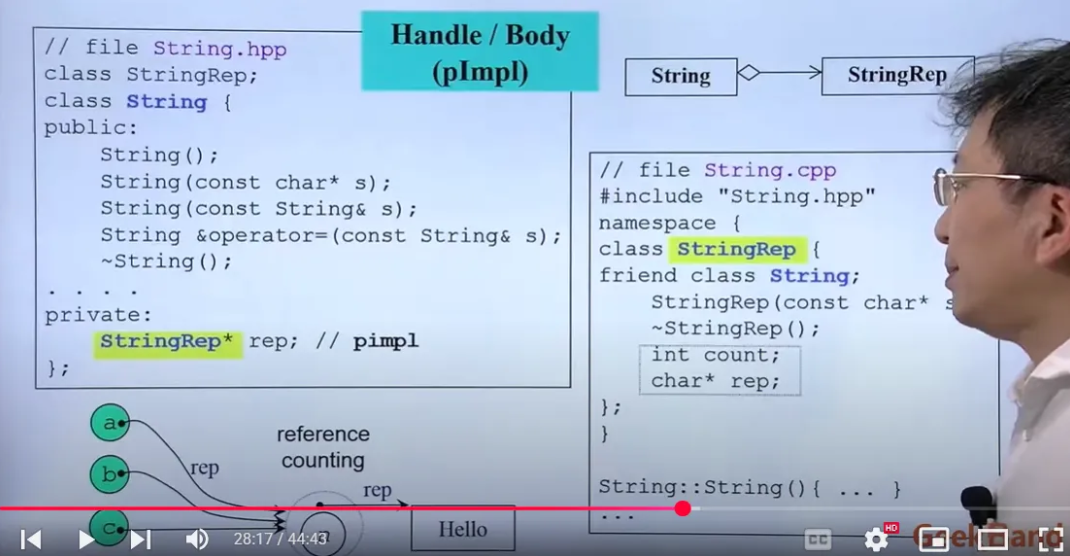 Handle / Body
(pImpl)
// file String.hpp
class StringRep;
class String {
public:
String();
String(const char* s);
String(const String& s);
String &operator=(const String& s);
~String();
. . . .
private:
StringRep* rep; // pimpl
};
String
StringRep
// file String.cpp
#include "String.hpp"
namespace {
class StringRep {
friend class String;
StringRep(const char* s
~StringRep();
int count;
char* rep;
};
}
String::String(){ ... }
...
a
b
c
rep
reference
counting
rep
Hello
28:17 / 44:43
CC
HD
GeekBand